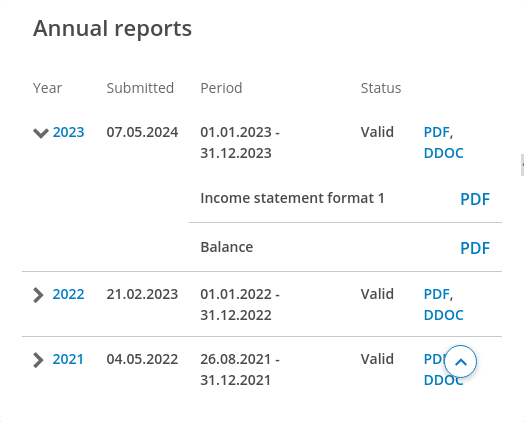 Annual reports
Year Submitted Period Status
2023 07.05.2024 01.01.2023 - Valid PDF,
31.12.2023 DDOC
Income statement format 1 PDF
Balance PDF
2022 21.02.2023 01.01.2022 - Valid PDF,
31.12.2022 DDOC
2021 04.05.2022 26.08.2021 - Valid PDF
31.12.2021 DDOC